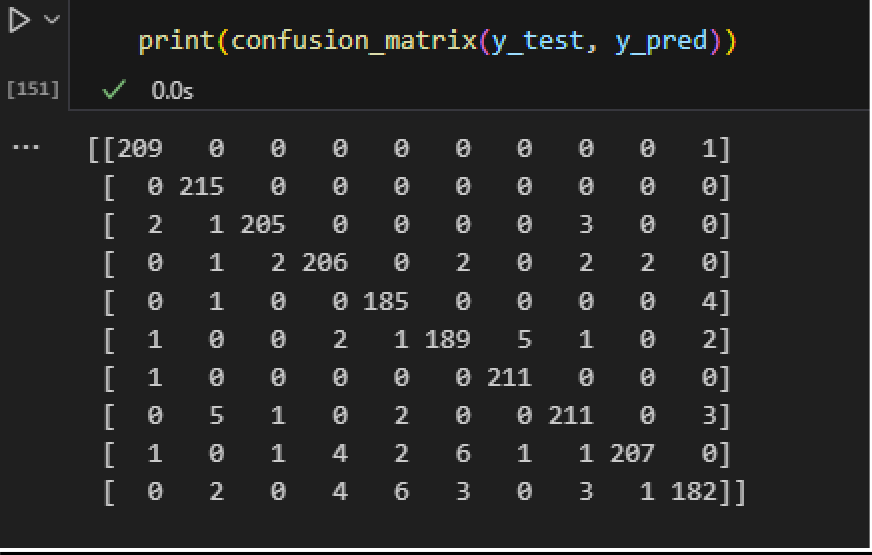 print(confusion_matrix(y_test, y_pred))
[151] 0.0s
... [[209 0 0 0 0 0 0 0 0 1]
[ 0 215 0 0 0 0 0 0 0 0]
[ 2 1 205 0 0 0 0 3 0 0]
[ 0 1 2 206 0 2 0 2 2 0]
[ 0 1 0 0 185 0 0 0 0 4]
[ 1 0 0 2 1 189 5 1 0 2]
[ 1 0 0 0 0 0 211 0 0 0]
[ 0 5 1 0 2 0 0 211 0 3]
[ 1 0 1 4 2 6 1 1 207 0]
[ 0 2 0 4 6 3 0 3 1 182]]